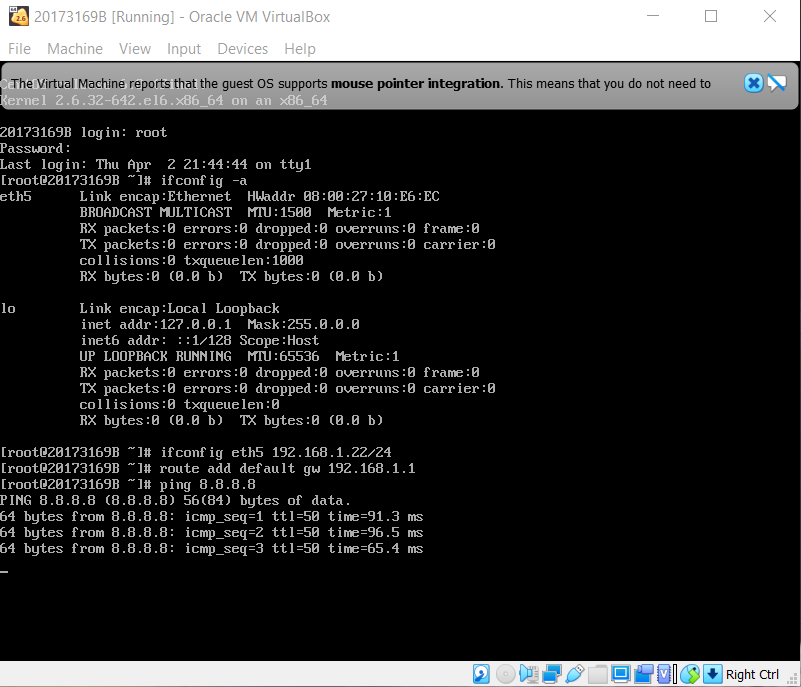 20173169B [Running] - Oracle VM VirtualBox
File Machine View Input Devices Help
The Virtual Machine reports that the guest OS supports mouse pointer integration. This means that you do not need to
Kernel 2.6.32-642.el6.x86_64 on an x86_64
20173169B login: root
Password:
Last login: Thu Apr  2 21:44:44 on tty1
[root@20173169B ~]# ifconfig -a
eth5      Link encap:Ethernet  HWaddr 08:00:27:10:E6:EC
          BROADCAST MULTICAST  MTU:1500  Metric:1
          RX packets:0 errors:0 dropped:0 overruns:0 frame:0
          TX packets:0 errors:0 dropped:0 overruns:0 carrier:0
          collisions:0 txqueuelen:1000
          RX bytes:0 (0.0 b)  TX bytes:0 (0.0 b)
lo        Link encap:Local Loopback
          inet addr:127.0.0.1  Mask:255.0.0.0
          inet6 addr: ::1/128 Scope:Host
          UP LOOPBACK RUNNING  MTU:65536  Metric:1
          RX packets:0 errors:0 dropped:0 overruns:0 frame:0
          TX packets:0 errors:0 dropped:0 overruns:0 carrier:0
          collisions:0 txqueuelen:0
          RX bytes:0 (0.0 b)  TX bytes:0 (0.0 b)
[root@20173169B ~]# ifconfig eth5 192.168.1.22/24
[root@20173169B ~]# route add default gw 192.168.1.1
[root@20173169B ~]# ping 8.8.8.8
PING 8.8.8.8 (8.8.8.8) 56(84) bytes of data.
64 bytes from 8.8.8.8: icmp_seq=1 ttl=50 time=91.3 ms
64 bytes from 8.8.8.8: icmp_seq=2 ttl=50 time=96.5 ms
64 bytes from 8.8.8.8: icmp_seq=3 ttl=50 time=65.4 ms
Right Ctrl